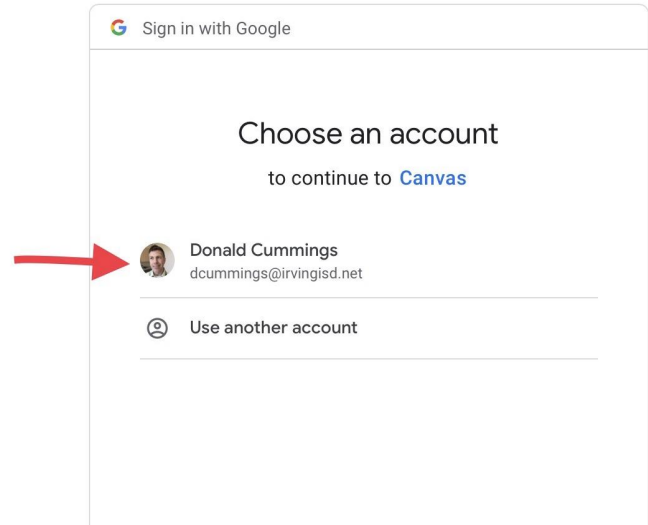 Sign in with Google
Choose an account
to continue to Canvas
Donald Cummings
dcummings@irvingisd.net
Use another account